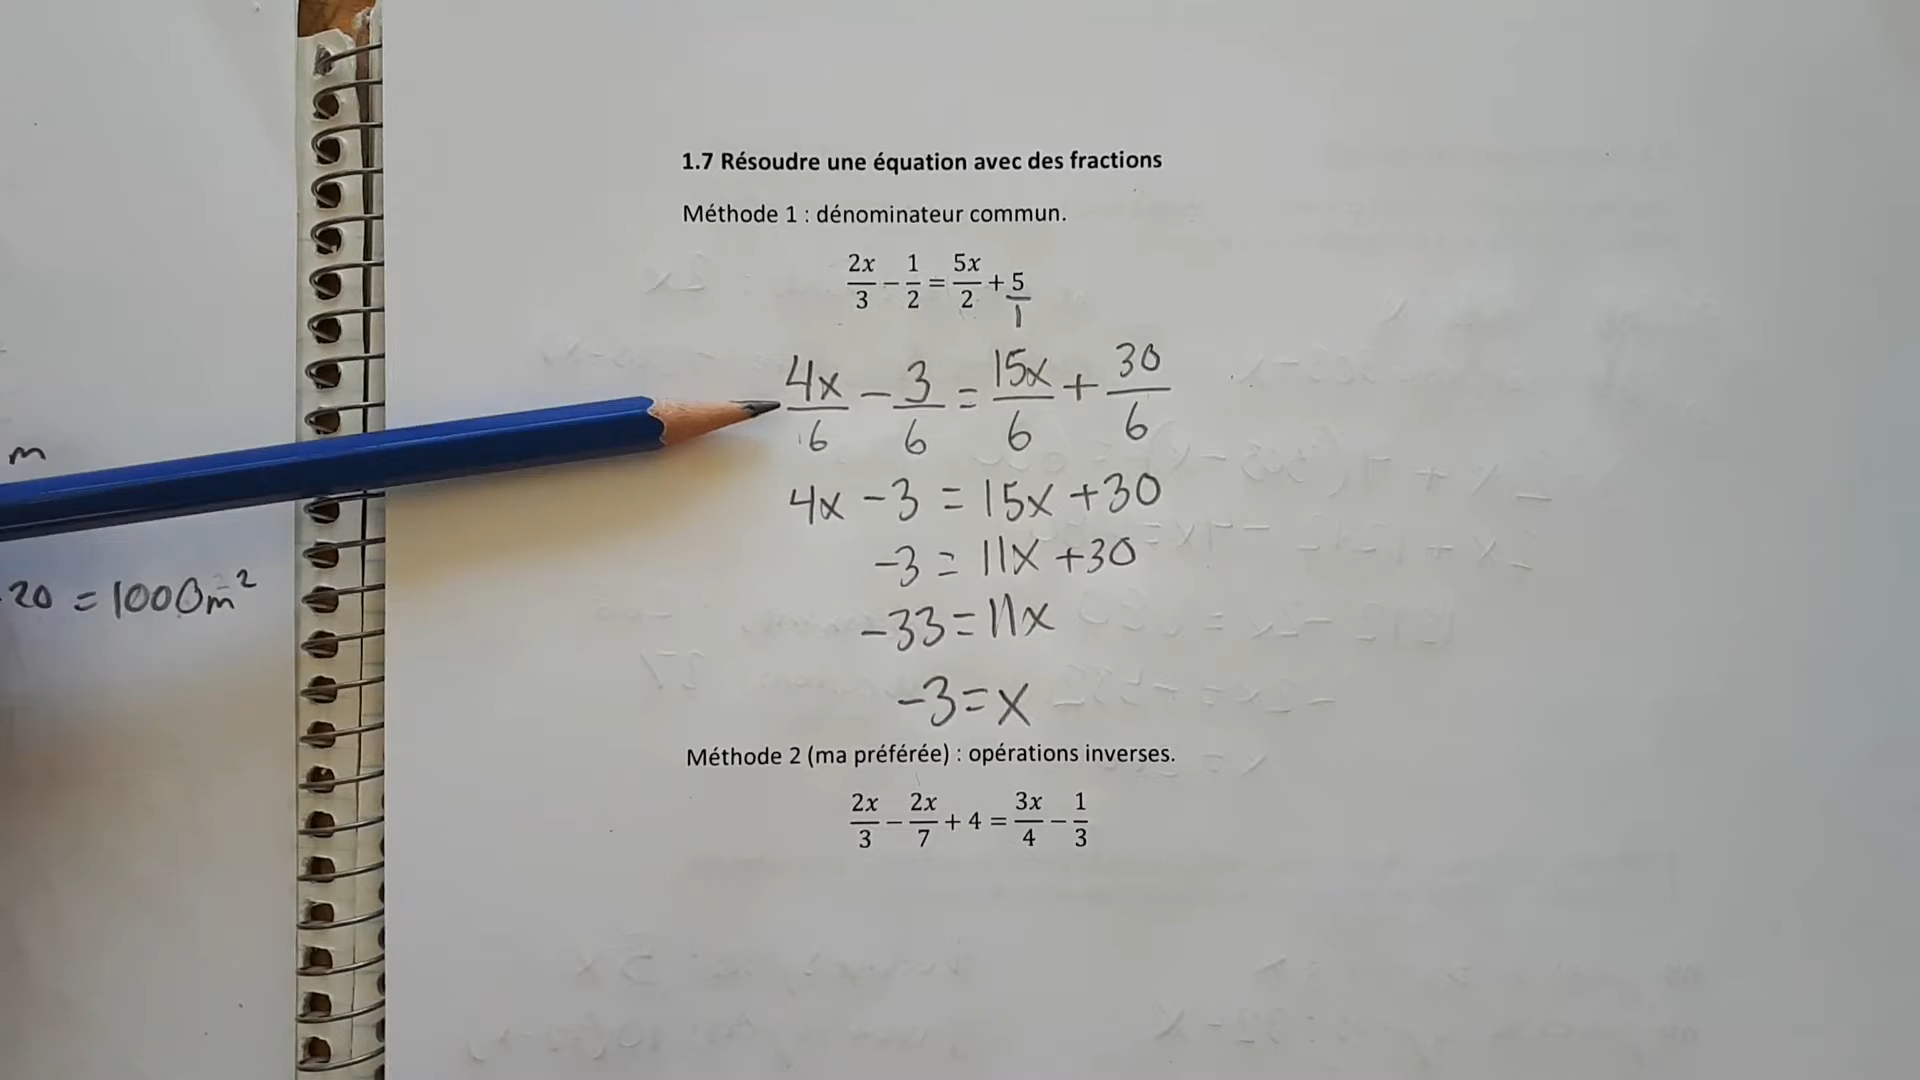 m
20 = 1000m²
1.7 Résoudre une équation avec des fractions
Méthode 1 : dénominateur commun.
2x/3 − 1/2 = 5x/2 + 5/1
4x/6 − 3/6 = 15x/6 + 30/6
4x − 3 = 15x + 30
-3 = 11x + 30
-33 = 11x
-3 = x
Méthode 2 (ma préférée) : opérations inverses.
2x/3 − 2x/7 + 4 = 3x/4 − 1/3